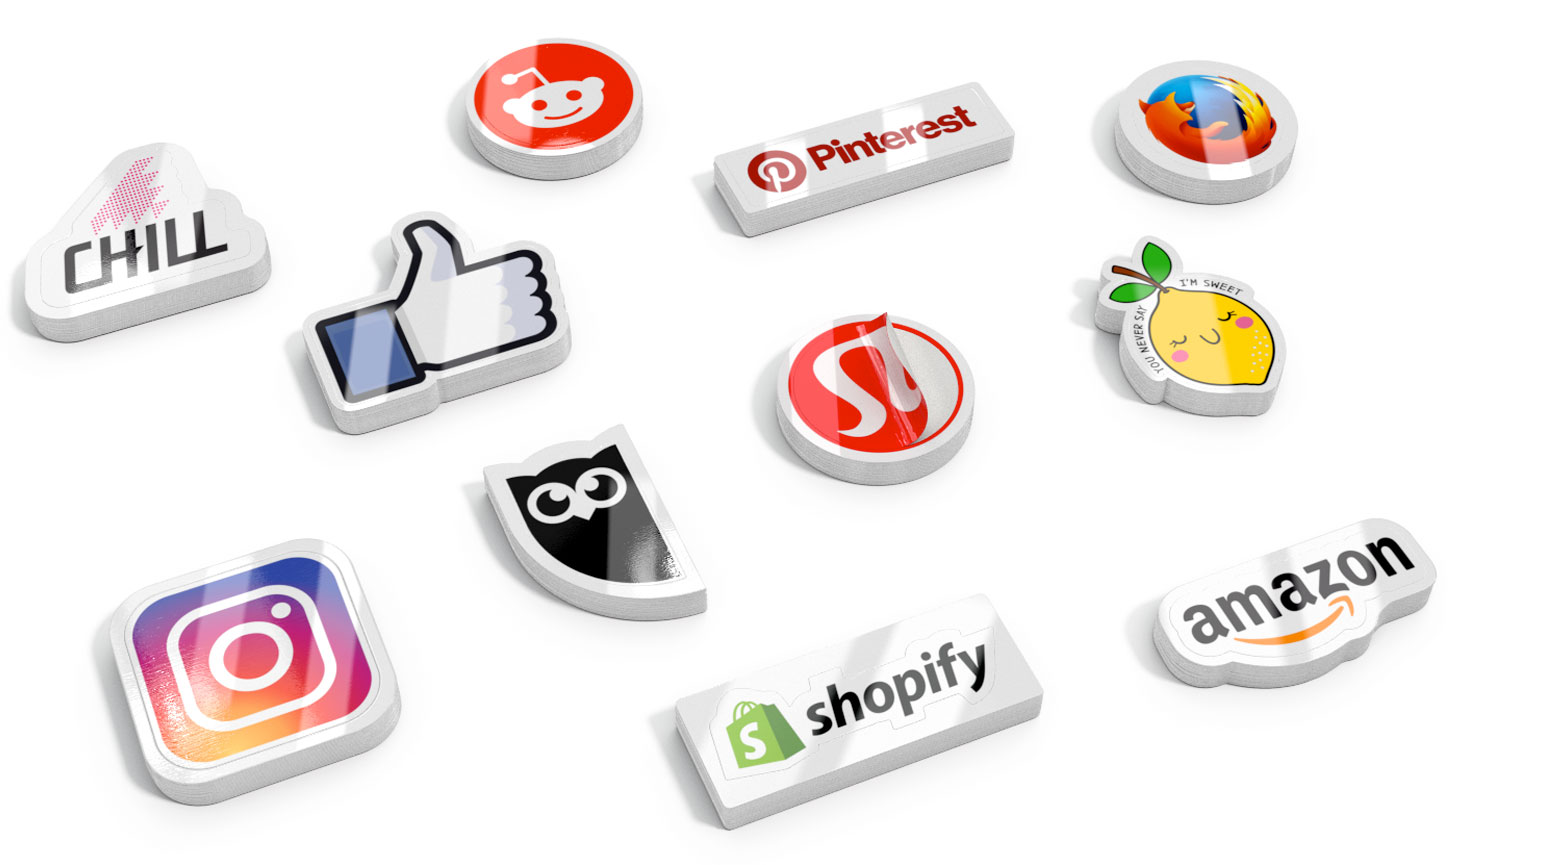 CHILL
Pinterest
I'M SWEET
YOU NEVER SAY
amazon
shopify